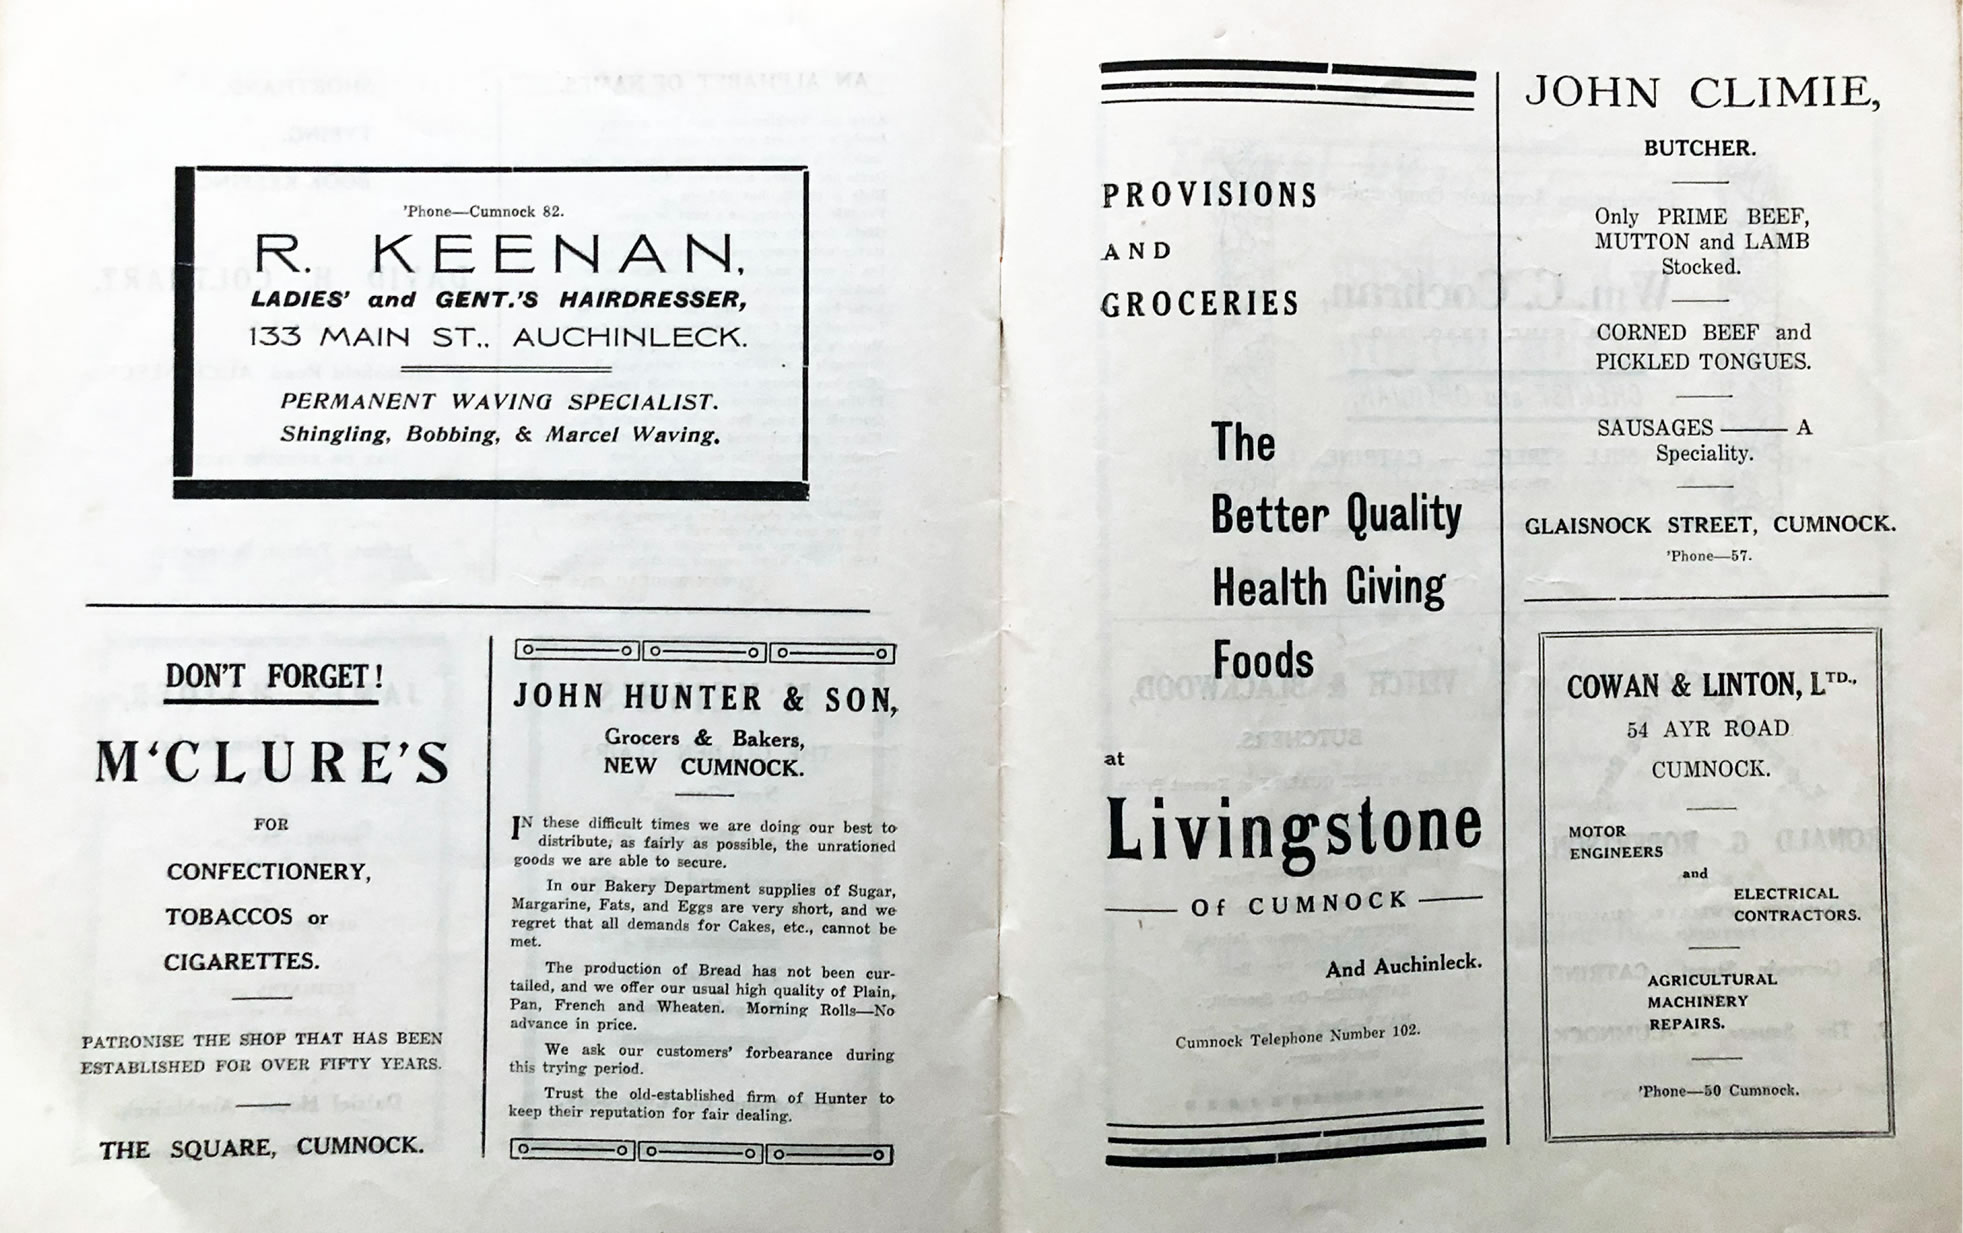 'Phone—Cumnock 82.
R. KEENAN,
LADIES' and GENT.'S HAIRDRESSER,
133 MAIN ST., AUCHINLECK.
PERMANENT WAVING SPECIALIST.
Shingling, Bobbing, & Marcel Waving.
DON'T FORGET!
M‘CLURE’S
FOR
CONFECTIONERY,
TOBACCOS or
CIGARETTES.
PATRONISE THE SHOP THAT HAS BEEN
ESTABLISHED FOR OVER FIFTY YEARS.
THE SQUARE, CUMNOCK.
JOHN HUNTER & SON,
Grocers & Bakers,
NEW CUMNOCK.
IN these difficult times we are doing our best to
distribute, as fairly as possible, the unrationed
goods we are able to secure.
In our Bakery Department supplies of Sugar,
Margarine, Fats, and Eggs are very short, and we
regret that all demands for Cakes, etc., cannot be
met.
The production of Bread has not been cur-
tailed, and we offer our usual high quality of Plain,
Pan, French and Wheaten. Morning Rolls—No
advance in price.
We ask our customers' forbearance during
this trying period.
Trust the old-established firm of Hunter to
keep their reputation for fair dealing.
PROVISIONS
AND
GROCERIES
The
Better Quality
Health Giving
Foods
at
Livingstone
Of CUMNOCK
And Auchinleck.
Cumnock Telephone Number 102.
JOHN CLIMIE,
BUTCHER.
Only PRIME BEEF,
MUTTON and LAMB
Stocked.
CORNED BEEF and
PICKLED TONGUES.
SAUSAGES —— A
Speciality.
GLAISNOCK STREET, CUMNOCK.
'Phone—57.
COWAN & LINTON, LTD.,
54 AYR ROAD
CUMNOCK.
MOTOR
ENGINEERS
and
ELECTRICAL
CONTRACTORS.
AGRICULTURAL
MACHINERY
REPAIRS.
'Phone—50 Cumnock.